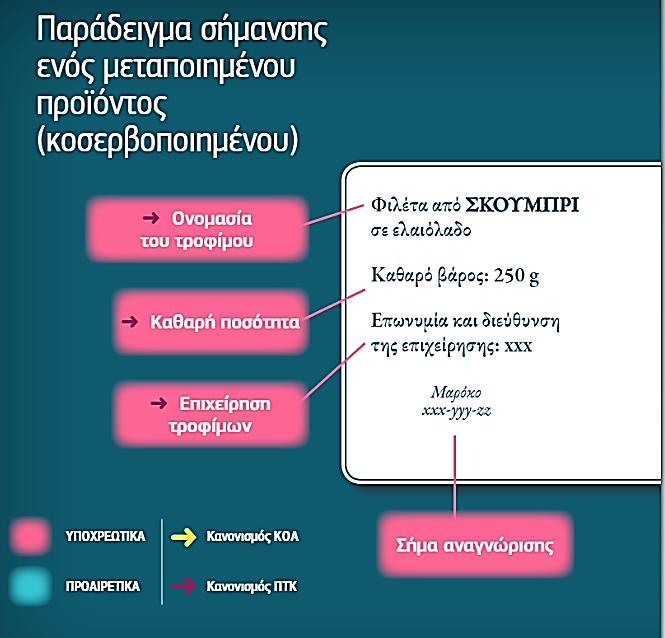 Παράδειγμα σήμανσης
ενός μεταποιημένου
προϊόντος
(κοσερβοποιημένου)
→ Ονομασία
του τροφίμου
Φιλέτα από ΣΚΟΥΜΠΡΙ
σε ελαιόλαδο
→ Καθαρή ποσότητα
Καθαρό βάρος: 250 g
→ Επιχείρηση
τροφίμων
Επωνυμία και διεύθυνση
της επιχείρησης: xxx
Μαρόκο
xxx-yyy-zz
Σήμα αναγνώρισης
ΥΠΟΧΡΕΩΤΙΚΑ
→ Κανονισμός ΚΟΑ
ΠΡΟΑΙΡΕΤΙΚΑ
→ Κανονισμός ΠΤΚ